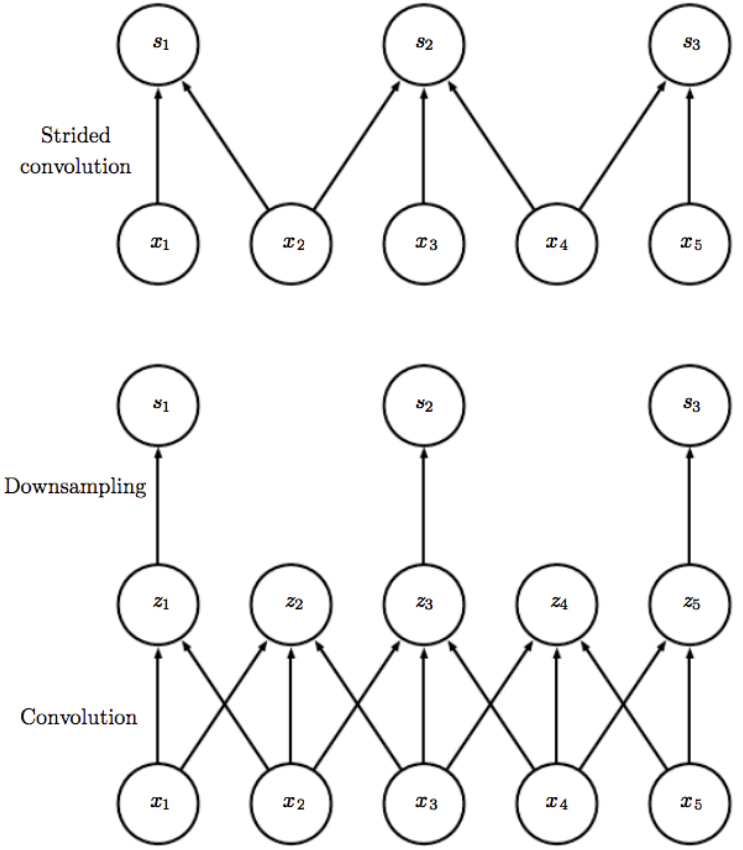 s1 s2 s3
Strided
convolution
x1 x2 x3 x4 x5
s1 s2 s3
Downsampling
z1 z2 z3 z4 z5
Convolution
x1 x2 x3 x4 x5